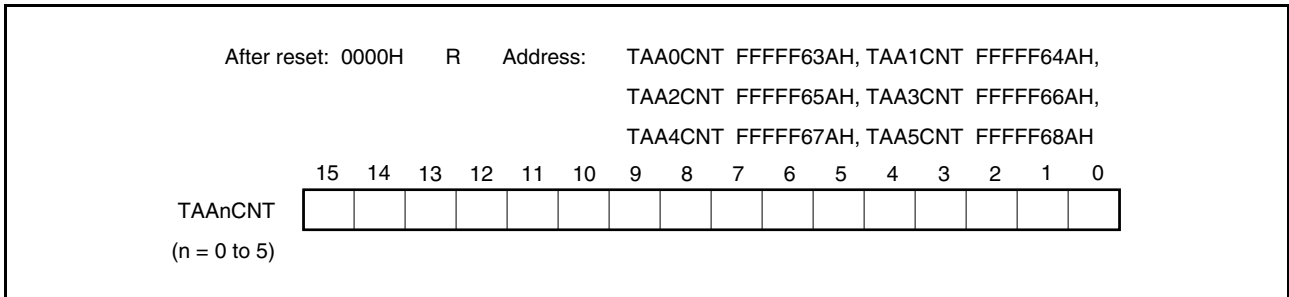 After reset: 0000H R Address: TAA0CNT FFFFF63AH, TAA1CNT FFFFF64AH,
TAA2CNT FFFFF65AH, TAA3CNT FFFFF66AH,
TAA4CNT FFFFF67AH, TAA5CNT FFFFF68AH
15 14 13 12 11 10 9 8 7 6 5 4 3 2 1 0
TAAnCNT
(n = 0 to 5)